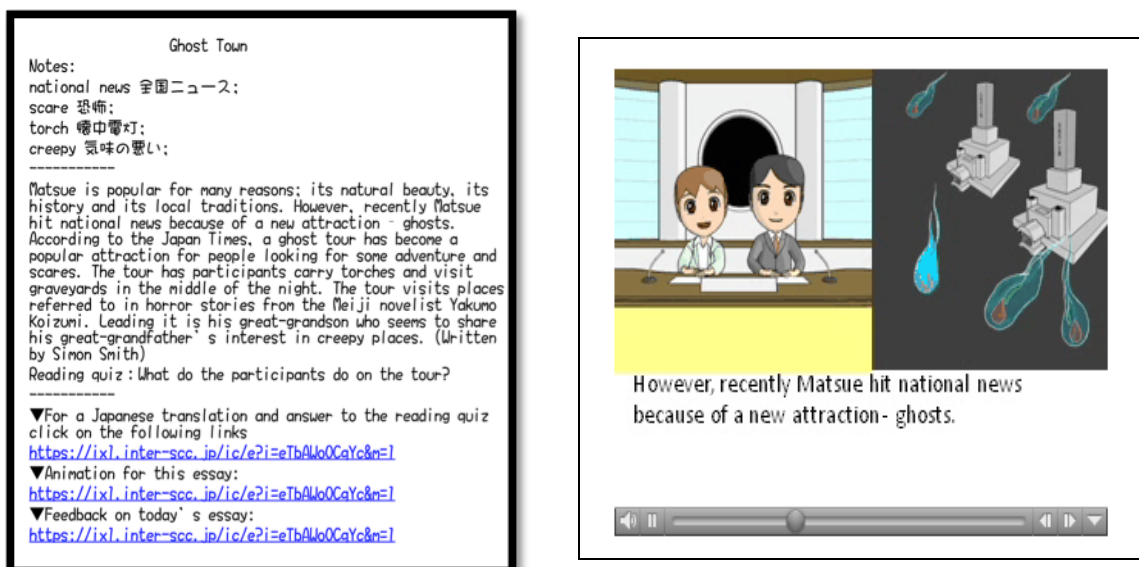 Ghost Town
Notes:
national news 全国ニュース;
scare 恐怖;
torch 懐中電灯;
creepy 気味の悪い;
-----------
Matsue is popular for many reasons; its natural beauty, its
history and its local traditions. However, recently Matsue
hit national news because of a new attraction - ghosts.
According to the Japan Times, a ghost tour has become a
popular attraction for people looking for some adventure and
scares. The tour has participants carry torches and visit
graveyards in the middle of the night. The tour visits places
referred to in horror stories from the Meiji novelist Yakumo
Koizumi. Leading it is his great-grandson who seems to share
his great-grandfather`s interest in creepy places. (Written
by Simon Smith)
Reading quiz：What do the participants do on the tour?
-----------
▼For a Japanese translation and answer to the reading quiz
click on the following links
https://ixl.inter-scc.jp/ic/e?i=eTbAWoOCqYc&m=1
▼Animation for this essay:
https://ixl.inter-scc.jp/ic/e?i=eTbAWoOCqYc&m=1
▼Feedback on today`s essay:
https://ixl.inter-scc.jp/ic/e?i=eTbAWoOCqYc&m=1
However, recently Matsue hit national news
because of a new attraction- ghosts.